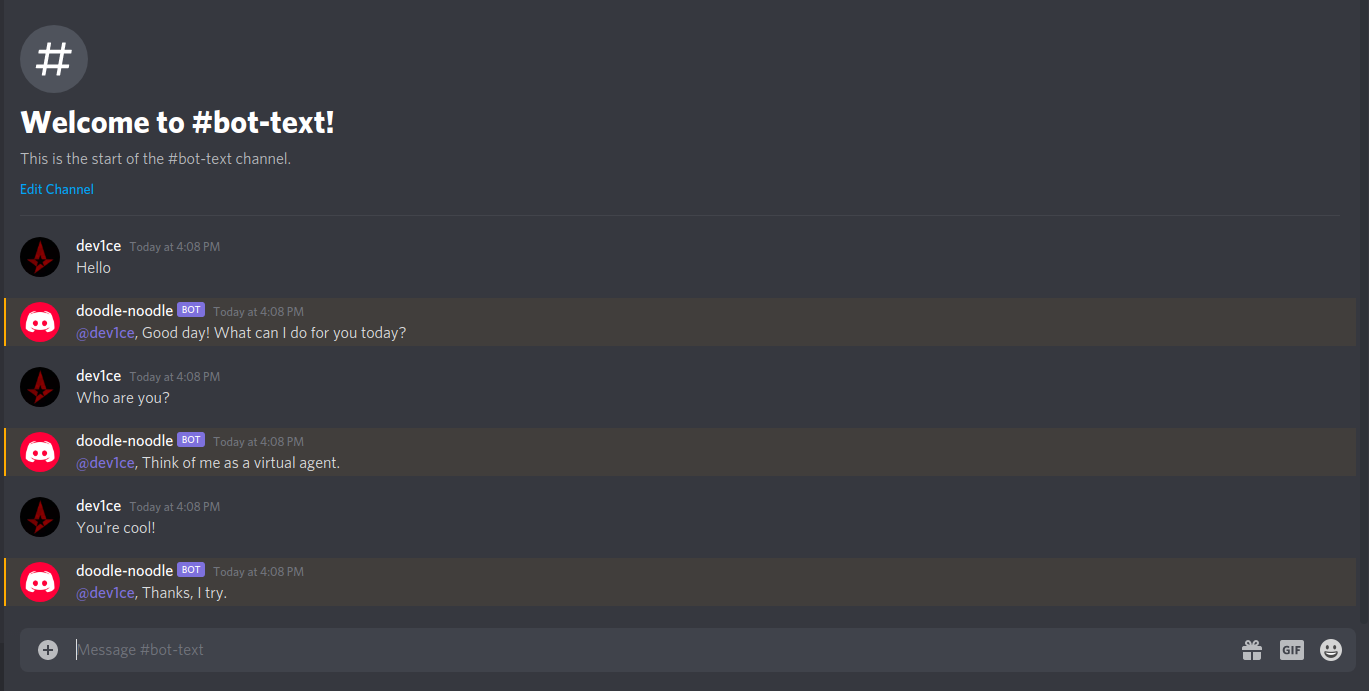 #
Welcome to #bot-text!
This is the start of the #bot-text channel.
Edit Channel
dev1ce Today at 4:08 PM
Hello
doodle-noodle BOT Today at 4:08 PM
@dev1ce, Good day! What can I do for you today?
dev1ce Today at 4:08 PM
Who are you?
doodle-noodle BOT Today at 4:08 PM
@dev1ce, Think of me as a virtual agent.
dev1ce Today at 4:08 PM
You're cool!
doodle-noodle BOT Today at 4:08 PM
@dev1ce, Thanks, I try.
Message #bot-text GIF